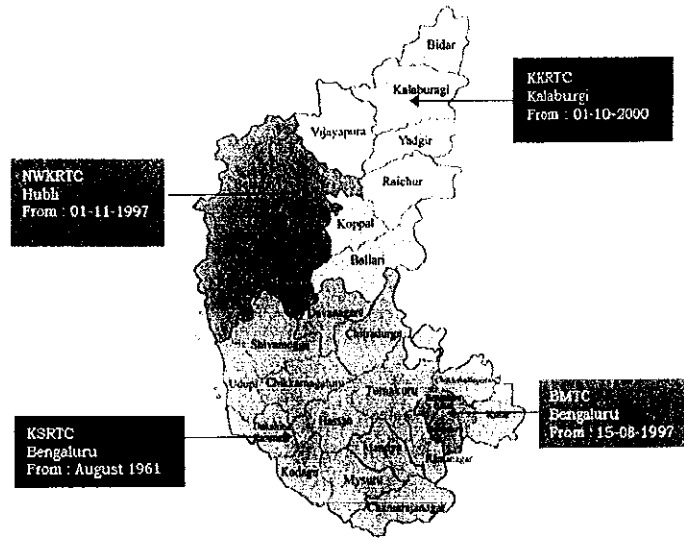 Bidar
KKRTC
Kalaburgi
From : 01-10-2000
Kalaburagi
Vijayapura
Yadgir
NWKRTC
Hubli
From : 01-11-1997
Raichur
Koppal
Ballari
Davanagere
Chitradurga
Shivamogga
Udupi
Chikkamagaluru
Tumakuru
BMTC
Bengaluru
From : 15-08-1997
KSRTC
Bengaluru
From : August 1961
Hassan
Mandya
Kodagu
Mysuru
Chamarajanagar